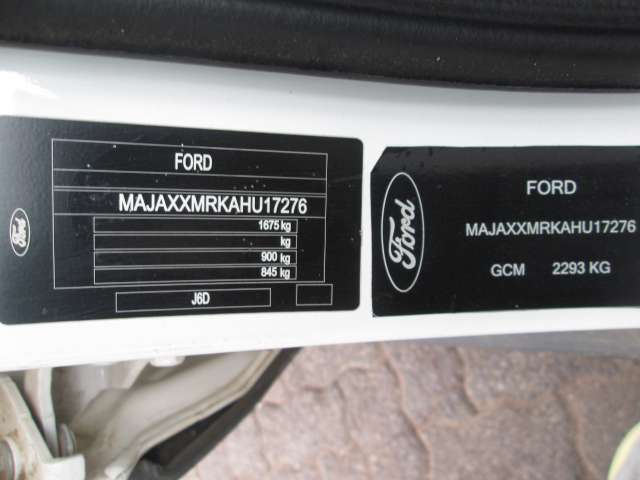 FORD
MAJAXXMRKAHU17276
1675 kg
kg
900 kg
845 kg
J6D
Ford
Ford
FORD
MAJAXXMRKAHU17276
GCM 2293 KG